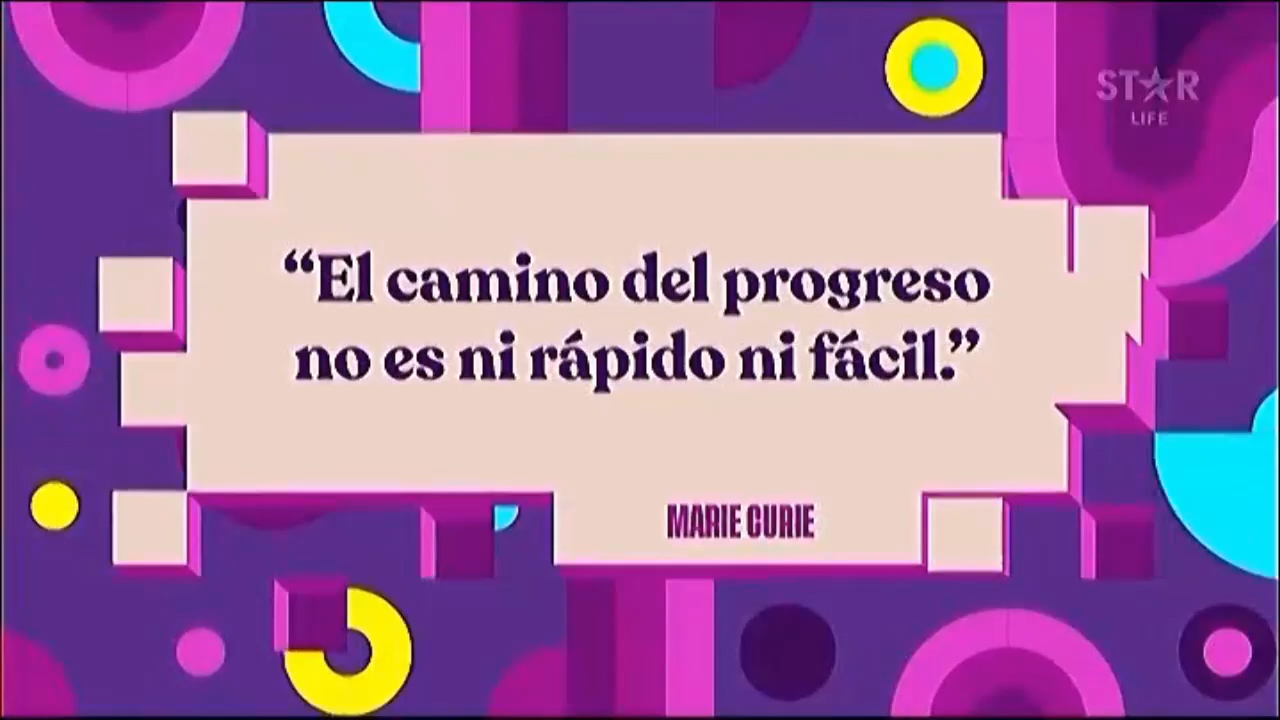 STAR
LIFE
“El camino del progreso
no es ni rápido ni fácil.”
MARIE CURIE